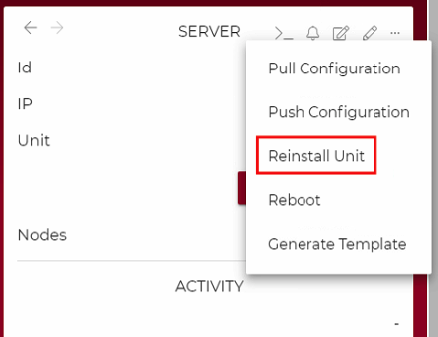 SERVER
Id
IP
Unit
Nodes
ACTIVITY
-
Pull Configuration
Push Configuration
Reinstall Unit
Reboot
Generate Template